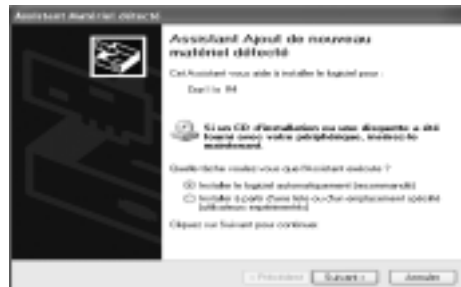 Assistant Matériel détecté
Assistant Ajout de nouveau
matériel détecté
Cet Assistant vous aide à installer le logiciel pour :
Si un CD d'installation ou une disquette a été
fourni avec votre périphérique, insérez-le
maintenant.
Quelle tâche voulez-vous que l'Assistant exécute ?
Installer le logiciel automatiquement (recommandé)
Installer à partir d'une liste ou d'un emplacement spécifié
(utilisateurs expérimentés)
Cliquez sur Suivant pour continuer.
< Précédent
Suivant >
Annuler